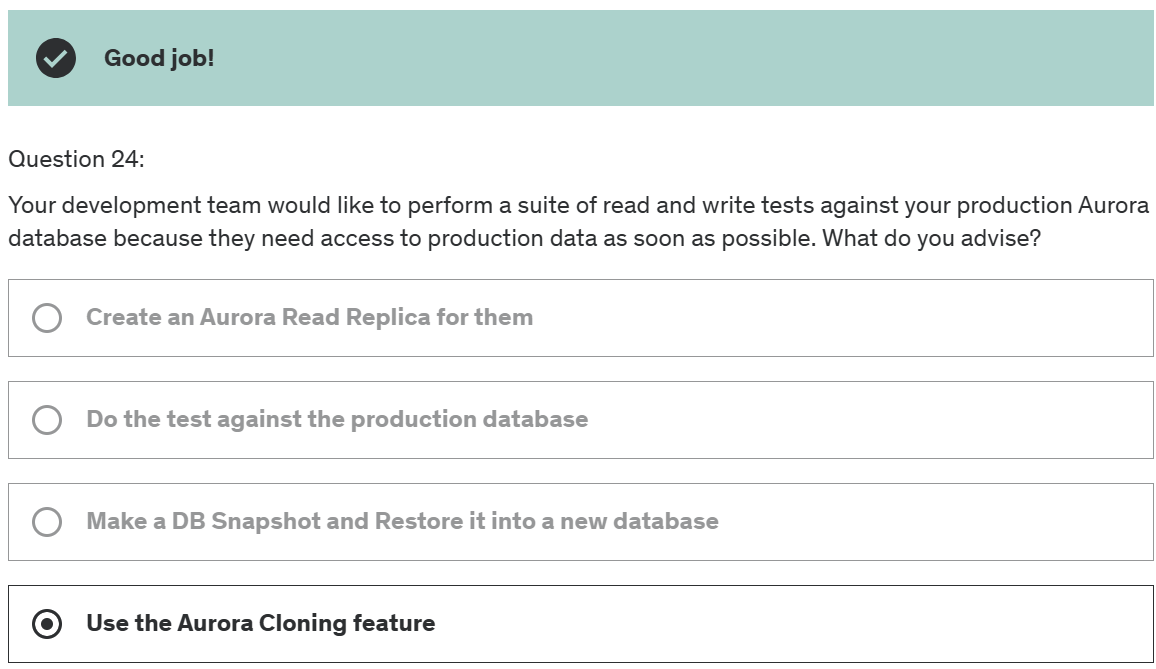 Good job!
Question 24:
Your development team would like to perform a suite of read and write tests against your production Aurora
database because they need access to production data as soon as possible. What do you advise?
Create an Aurora Read Replica for them
Do the test against the production database
Make a DB Snapshot and Restore it into a new database
Use the Aurora Cloning feature